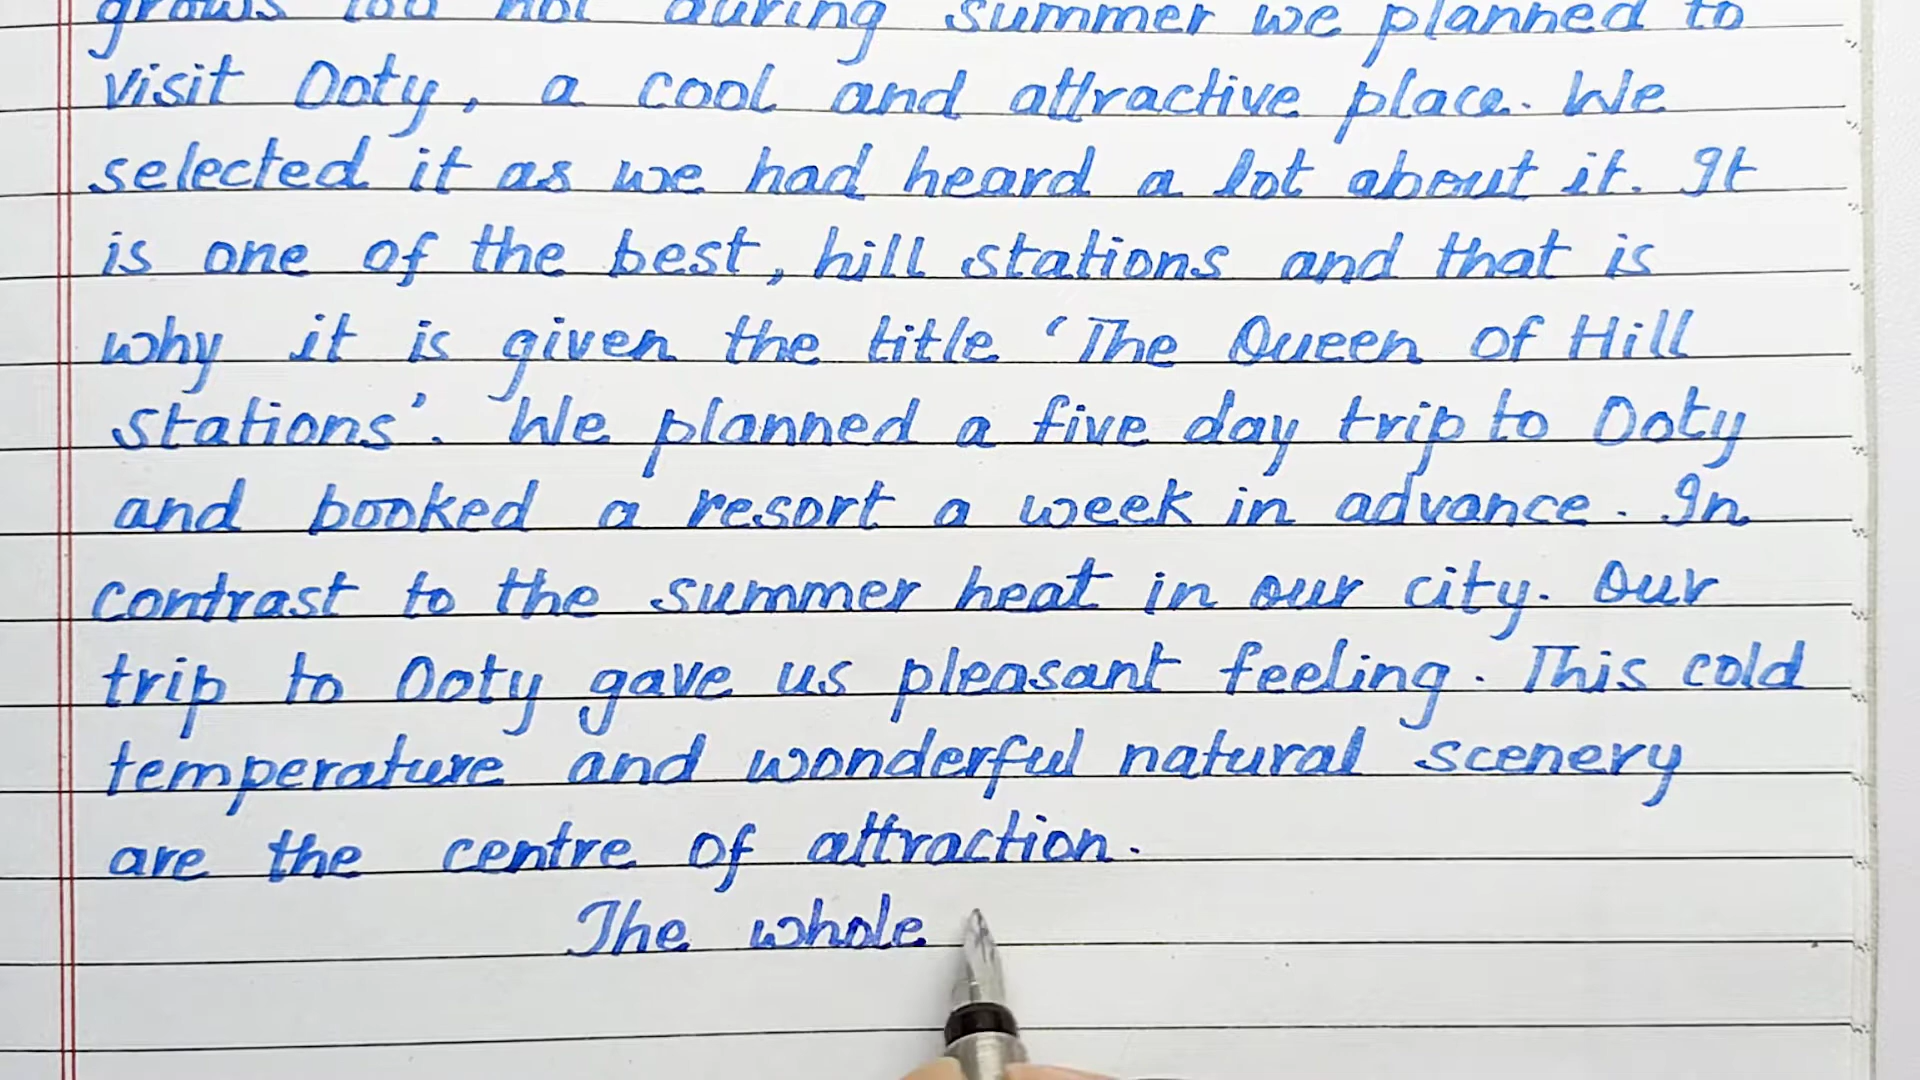 grows too hot during summer we planned to
visit Ooty, a cool and attractive place. We
selected it as we had heard a lot about it. It
is one of the best, hill stations and that is
why it is given the title 'The Queen of Hill
stations'. We planned a five day trip to Ooty
and booked a resort a week in advance. In
contrast to the summer heat in our city. Our
trip to Ooty gave us pleasant feeling. This cold
temperature and wonderful natural scenery
are the centre of attraction.
The whole